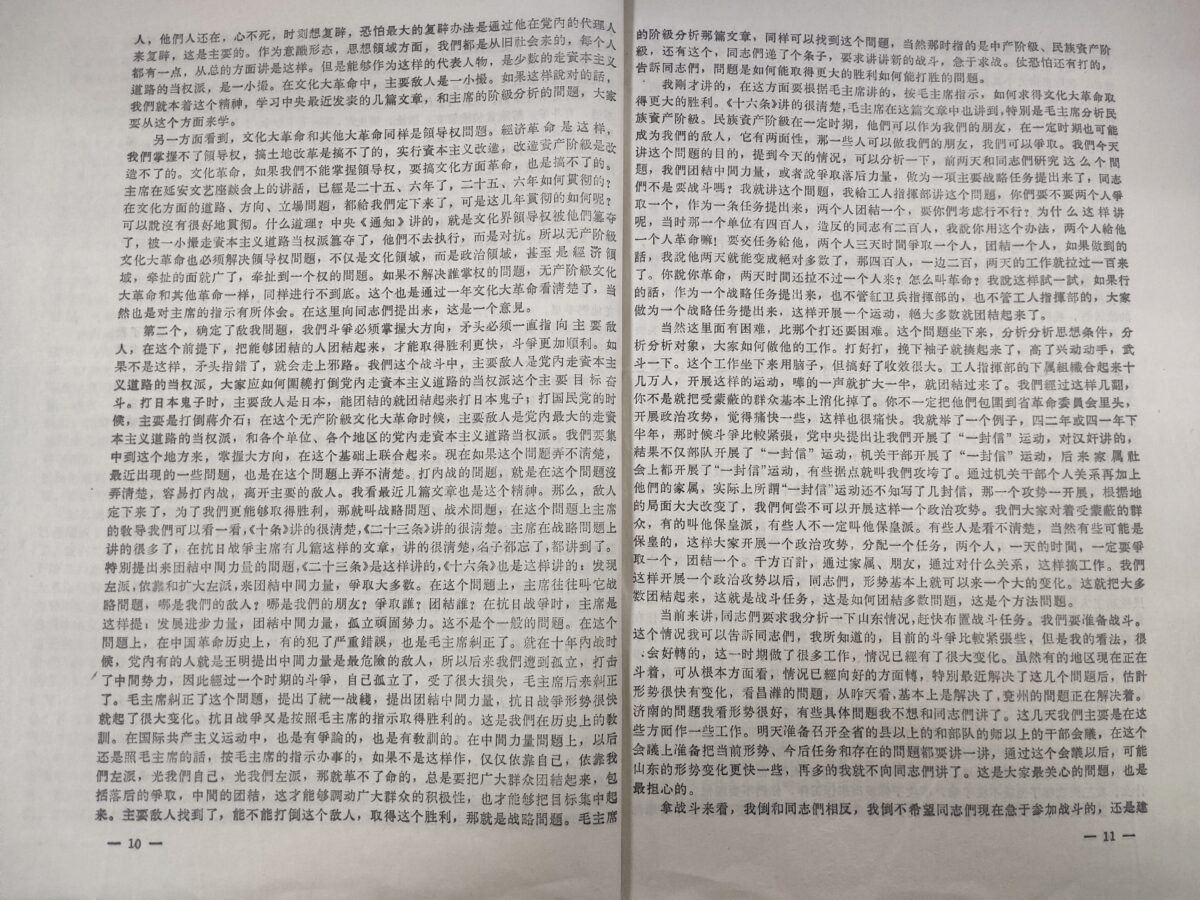 人，他們人还在，心不死，时刻想复辟，恐怕最大的复辟办法是通过他在党内的代理人
来复辟，这是主要的。作为意識形态，思想領域方面，我們都是从旧社会来的，每个人
都有一点，从总的方面讲是这样。但是能够作为这样的代表人物，是少数的走資本主义
道路的当权派，是一小撮。在文化大革命中，主要敌人是一小撮。如果这样說对的話，
我們就本着这个精神，学习中央最近发表的几篇文章，和主席的阶級分析的問題，大家
要从这个方面来学。
另一方面看到，文化大革命和其他大革命同样是領导权問題。經济革命是这样，
我們掌握不了領导权，搞土地改革是搞不了的，实行資本主义改造，改造資产阶級是改
造不了的。文化革命，如果我們不能掌握領导权，要搞文化方面革命，也是搞不了的。
主席在延安文艺座談会上的讲話，已經是二十五、六年了，二十五、六年如何貫彻的？
在文化方面的道路、方向、立場問題，都給我們定下来了，可是这几年貫彻的如何呢？
可以說沒有很好地貫彻。什么道理？中央《通知》讲的，就是文化界領导权被他們篡夺
了，被一小撮走資本主义道路当权派篡夺了，他們不去执行，而是对抗。所以无产阶級
文化大革命也必須解决領导权問題，不仅是文化領域，而是政治領域，甚至是經济領
域，牵扯的面就广了，牵扯到一个权的問題。如果不解决誰掌权的問題，无产阶級文化
大革命和其他革命一样，同样进行不到底。这个也是通过一年文化大革命看清楚了，当
然也是对主席的指示有所体会。在这里向同志們提出来，这是一个意見。
第二个，确定了敌我問題，我們斗爭必須掌握大方向，矛头必須一直指向主要敌
人，在这个前提下，把能够团結的人团結起来，才能取得胜利更快，斗爭更加順利。如
果不是这样，矛头指錯了，就会走上邪路。我們这个战斗中，主要敌人是党内走資本主
义道路的当权派，大家应如何圍繞打倒党内走資本主义道路的当权派这个主要目标奋
斗。打日本鬼子时，主要敌人是日本，能团結的就团結起来打日本鬼子；打国民党的时
候，主要是打倒蔣介石；在这个无产阶級文化大革命时候，主要敌人是党内最大的走資
本主义道路的当权派，和各个单位、各个地区的党内走資本主义道路当权派。我們要集
中到这个地方来，掌握大方向，在这个基础上联合起来。現在如果这个問題弄不清楚，
最近出現的一些問題，也是在这个問題上弄不清楚。打內战的問題，就是在这个問題沒
弄清楚，容易打內战，离开主要的敌人。我看最近几篇文章也是这个精神。那么，敌人
定下来了，为了我們更能够取得胜利，那就叫战略問題、战术問題，在这个問題上主席
的教导我們可以看一看，《十条》讲的很清楚，《二十三条》讲的很清楚。主席在战略問題上
讲的很多了，在抗日战爭主席有几篇这样的文章，讲的很清楚，名子都忘了，都讲到了。
特別提出来团結中間力量的問題，《二十三条》是这样讲的，《十六条》也是这样讲的：发現
左派，依靠和扩大左派，来团結中間力量，爭取大多数。在这个問題上，主席往往叫它战
略問題，哪是我們的敌人？哪是我們的朋友？爭取誰？团結誰？在抗日战爭时，主席是
这样提：发展进步力量，团結中間力量，孤立頑固势力。这不是个一般的問題。在这个
問題上，在中国革命历史上，有的犯了严重錯誤，也是毛主席糾正了。就在十年內战时
候，党內有的人就是王明提出中間力量是最危險的敌人，所以后来我們遭到孤立，打击
了中間势力，因此經过一个时期的斗爭，自己孤立了，受了很大损失，毛主席后来糾正
了。毛主席糾正了这个問題，提出了統一战綫，提出团結中間力量，抗日战爭形势很快
就起了很大变化。抗日战爭又是按照毛主席的指示取得胜利的。这是我們在历史上的教
訓。在国际共产主义运动中，也是有爭論的，也是有教訓的。在中間力量問題上，以后
还是照毛主席的話，按毛主席的指示办事的，如果不是这样作，仅仅依靠自己，依靠我
們左派，光我們自己，光我們左派，那就革不了命的，总是要把广大群众团結起来，包
括落后的爭取，中間的团結，这才能够調动广大群众的积极性，也才能够把目标集中起
来。主要敌人找到了，能不能打倒这个敌人，取得这个胜利，那就是战略問題。毛主席
— 10 —
的阶級分析那篇文章，同样可以找到这个問題，当然那时指的是中产阶級、民族資产阶
級，还有这个，同志們递了个条子，要求讲讲新的战斗，急于求战。仗恐怕还有打的，
告訴同志們，問題是如何能取得更大的胜利如何能打胜的問題。
我刚才讲的，在这方面要根据毛主席讲的，按毛主席指示，如何求得文化大革命取
得更大的胜利。《十六条》讲的很清楚，毛主席在这篇文章中也讲到，特別是毛主席分析民
族資产阶級。民族資产阶級在一定时期，他們可以作为我們的朋友，在一定时期也可能
成为我們的敌人，它有两面性，那一些人可以做我們的朋友，我們可以爭取。我們今天
讲这个問題的目的，提到今天的情况，可以分析一下，前两天和同志們研究这么个問
題，我們团結中間力量，或者說爭取落后力量，做为一項主要战略任务提出来了，同志
們不是要战斗嗎？我就讲这个問題，我給工人指揮部讲这个問題，你們要不要两个人爭
取一个，作为一条任务提出来，两个人团結一个，要你們考虑行不行？为什么这样讲
呢，当时那一个单位有四百人，造反的同志有二百人，我說你用这个办法，两个人給他
一个人革命嘛！要交任务給他，两个人三天时間爭取一个人，团結一个人，如果做到的
話，我說他两天就能变成絕对多数了，那四百人，一边二百，两天的工作就拉过一百来
了。你說你革命，两天时間还拉不过一个人来？怎么叫革命？我說这样試一試，如果行
的話，作为一个战略任务提出来，也不管紅卫兵指揮部的，也不管工人指揮部的，大家
做为一个战略任务提出来，这样开展一个运动，絕大多数就团結起来了。
当然这里面有困难，比那个打还要困难。这个問題坐下来，分析分析思想条件，分
析分析对象，大家如何做他的工作。打好打，挽下袖子就揍起来了，高了兴动动手，武
斗一下。这个工作坐下来用脑子，但搞好了收效很大。工人指揮部的下属組織合起来十
几万人，开展这样的运动，嘩的一声就扩大一半，就团結过来了。我們經过这样几翻，
你不是就把受蒙蔽的群众基本上消化掉了。你不一定把他們包圍到省革命委員会里头，
开展政治攻势，觉得痛快一些，这样也很痛快。我就举了一个例子，四二年或四一年下
半年，那时候斗爭比較紧張，党中央提出让我們开展了“一封信”运动，对汉奸讲的，
結果不仅部队开展了“一封信”运动，机关干部开展了“一封信”运动，后来家属社
会上都开展了“一封信”运动，有些据点就叫我們攻垮了。通过机关干部个人关系再加上
他們的家属，实际上所謂“一封信”运动还不知写了几封信，那一个攻势一开展，根据地
的局面大大改变了，我們何尝不可以开展这样一个政治攻势。我們大家对着受蒙蔽的群
众，有的叫他保皇派，有些人不一定叫他保皇派。有些人是看不清楚，当然有些可能是
保皇的，这样大家开展一个政治攻势，分配一个任务，两个人，一天的时間，一定要爭
取一个，团結一个。千方百計，通过家属、朋友，通过对什么关系，这样搞工作。我們
这样开展一个政治攻势以后，同志們，形势基本上就可以来一个大的变化。这就把大多
数团結起来，这就是战斗任务，这是如何团結多数問題，这是个方法問題。
当前来讲，同志們要求我分析一下山东情况，赶快布置战斗任务。我們要准备战斗。
这个情况我可以告訴同志們，我所知道的，目前的斗爭比較紧張些，但是我的看法，很
会好轉的，这一时期做了很多工作，情况已經有了很大变化。虽然有的地区現在正在
斗着，可从根本方面看，情况已經向好的方面轉，特別最近解决了这几个問題后，估計
形势很快有变化，看昌濰的問題，从昨天看，基本上是解决了，兗州的問題正在解决着。
济南的問題我看形势很好，有些具体問題我不想和同志們讲了。这几天我們主要是在这
些方面作一些工作。明天准备召开全省的县以上的和部队的师以上的干部会議，在这个
会議上准备把当前形势、今后任务和存在的問題都要讲一讲，通过这个会議以后，可能
山东的形势变化更快一些，再多的我就不向同志們讲了。这是大家最关心的問題，也是
最担心的。
拿战斗来看，我倒和同志們相反，我倒不希望同志們現在急于参加战斗的，还是建
— 11 —